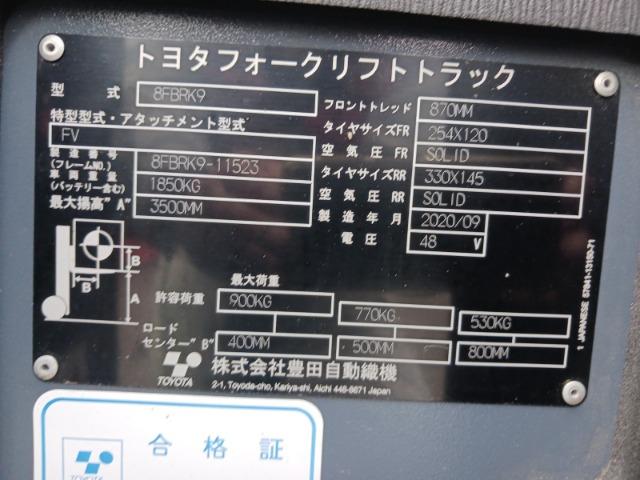 トヨタフォークリフトトラック
型式 8FBRK9
特型型式・アタッチメント型式
FV
製造番号
(フレームNO.) 8FBRK9-11523
車両重量
(バッテリー含む) 1850KG
最大揚高"A" 3500MM
フロントトレッド 870MM
タイヤサイズFR 254X120
空気圧FR SOLID
タイヤサイズRR 330X145
空気圧RR SOLID
製造年月 2020/09
電圧 48 V
B
B
A
最大荷重
許容荷重 900KG 770KG 530KG
ロード
センター"B" 400MM 500MM 800MM
TOYOTA
株式会社豊田自動織機
2-1, Toyoda-cho, Kariya-shi, Aichi 448-8671 Japan
1 JAPANESE 57941-13150-71
合格証
TOYOTA